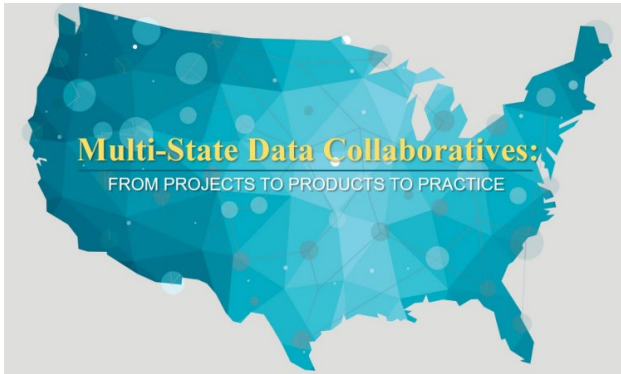 Multi-State Data Collaboratives:
FROM PROJECTS TO PRODUCTS TO PRACTICE